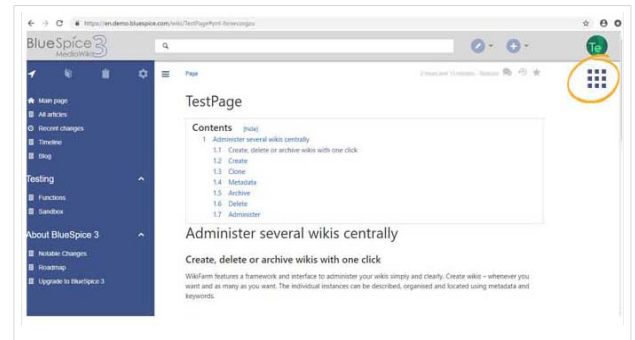 https://en.demo.bluespice.com/wiki/TestPage
BlueSpice 3
MediaWiki
Te
Page
Main page
All articles
Recent changes
Timeline
Blog
Testing
Functions
Sandbox
About BlueSpice 3
Notable Changes
Roadmap
Upgrade to BlueSpice 3
TestPage
Contents [hide]
1 Administer several wikis centrally
1.1 Create, delete or archive wikis with one click
1.2 Create
1.3 Clone
1.4 Metadata
1.5 Archive
1.6 Delete
1.7 Administer
Administer several wikis centrally
Create, delete or archive wikis with one click
WikiFarm features a framework and interface to administer your wikis simply and clearly. Create wikis – whenever you
want and as many as you want. The individual instances can be described, organised and located using metadata and
keywords.